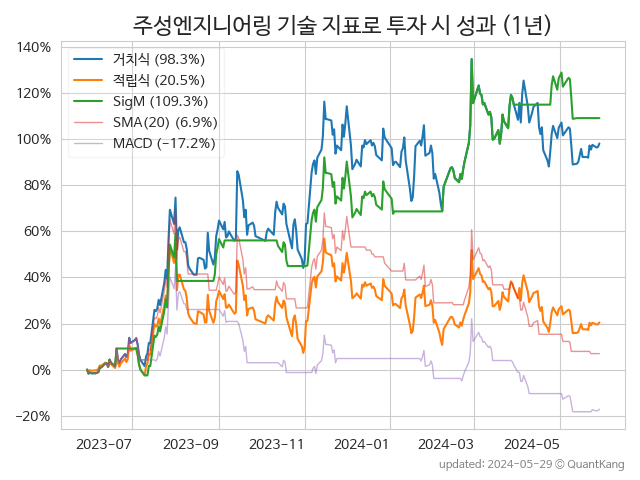 주성엔지니어링 기술 지표로 투자 시 성과 (1년)
140%
120%
100%
80%
60%
40%
20%
0%
−20%
거치식 (98.3%)
적립식 (20.5%)
SigM (109.3%)
SMA(20) (6.9%)
MACD (−17.2%)
2023-07
2023-09
2023-11
2024-01
2024-03
2024-05
updated: 2024-05-29 © QuantKang